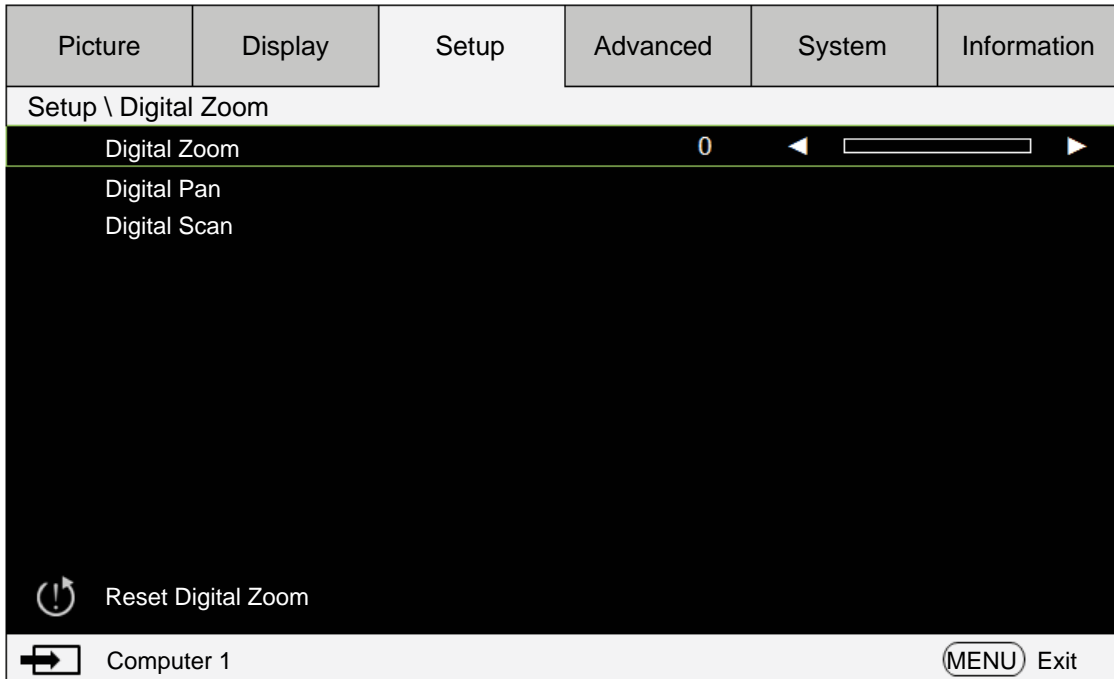 Picture Display Setup Advanced System Information
Setup \ Digital Zoom
Digital Zoom 0
Digital Pan
Digital Scan
Reset Digital Zoom
Computer 1 MENU Exit